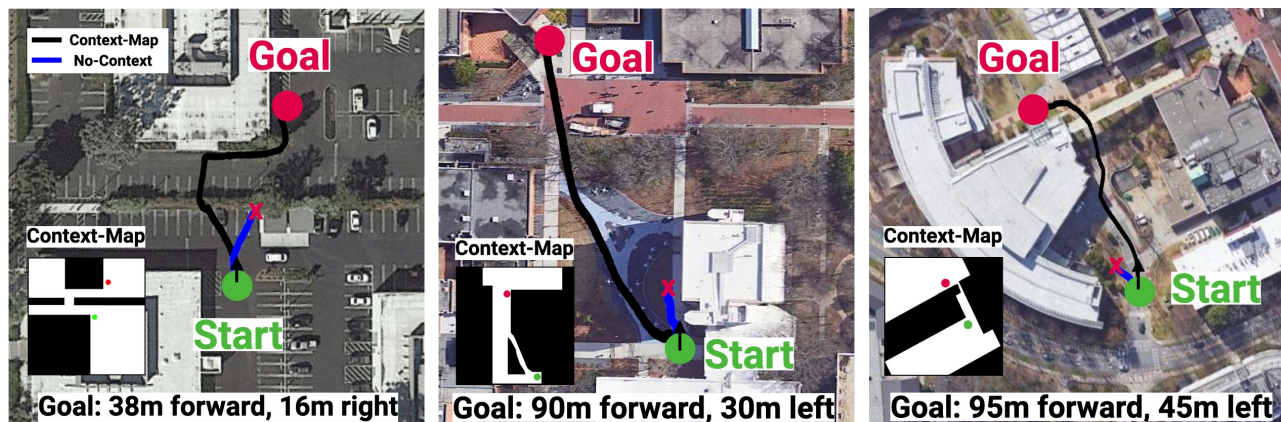 Context-Map
No-Context
Goal
X
Context-Map
Start
Goal: 38m forward, 16m right
Goal
Context-Map
X
Start
Goal: 90m forward, 30m left
Goal
Context-Map
X
Start
Goal: 95m forward, 45m left